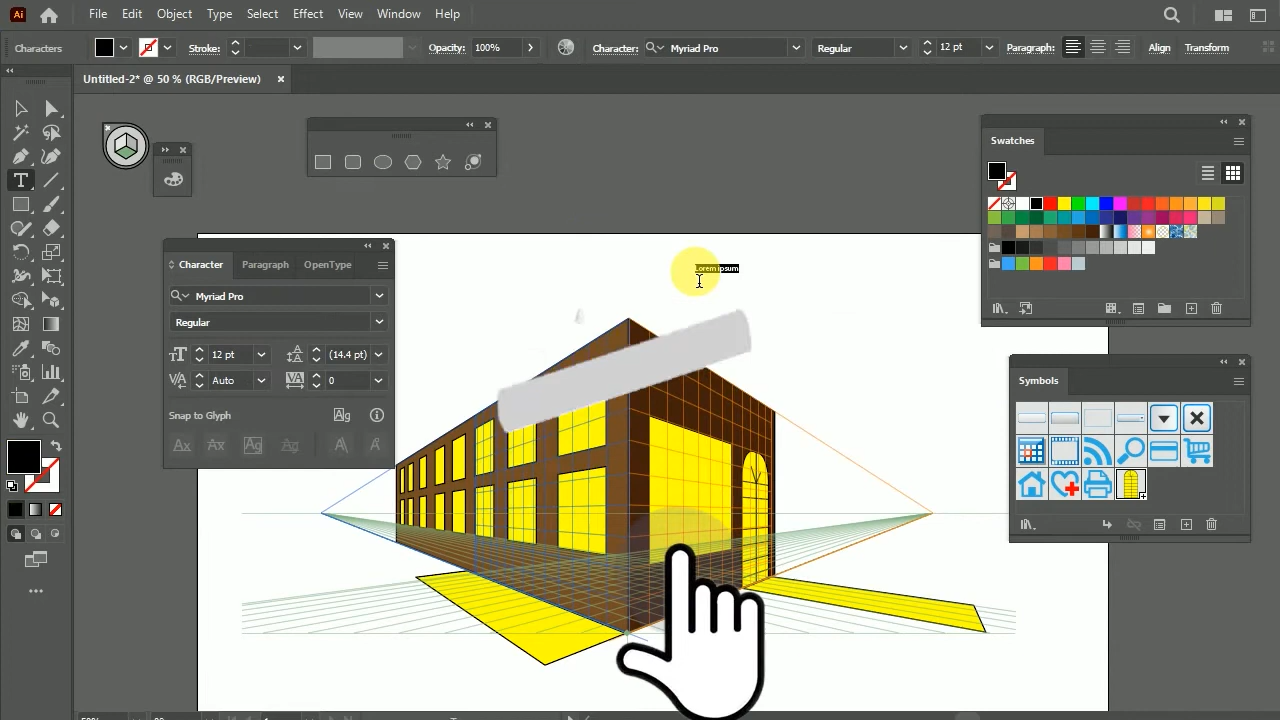 Ai File Edit Object Type Select Effect View Window Help
Characters Stroke: Opacity: 100% Character: Myriad Pro Regular 12 pt Paragraph: Align Transform
Untitled-2* @ 50 % (RGB/Preview) ×
Swatches
Character Paragraph OpenType
Lorem ipsum
Myriad Pro
Regular
12 pt (14.4 pt)
Auto 0
Snap to Glyph
Symbols